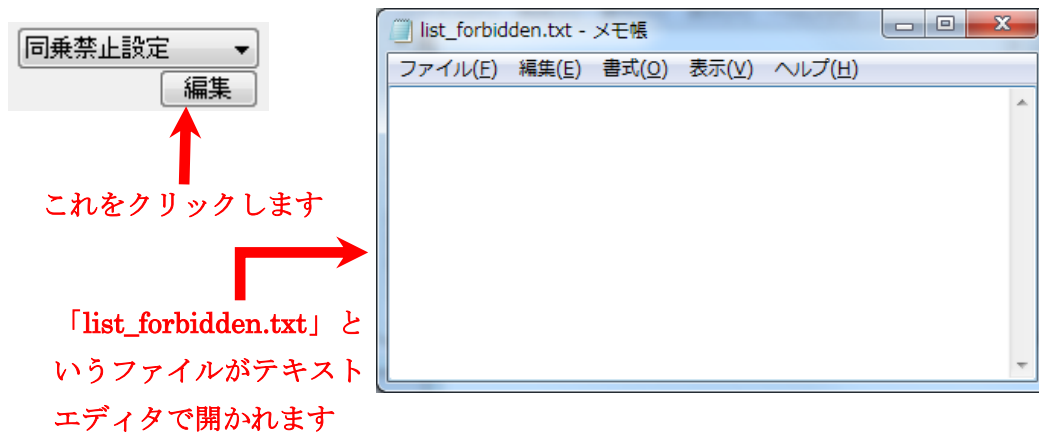 同乗禁止設定
編集
これをクリックします
「list_forbidden.txt」と
いうファイルがテキスト
エディタで開かれます
list_forbidden.txt - メモ帳
ファイル(F) 編集(E) 書式(O) 表示(V) ヘルプ(H)